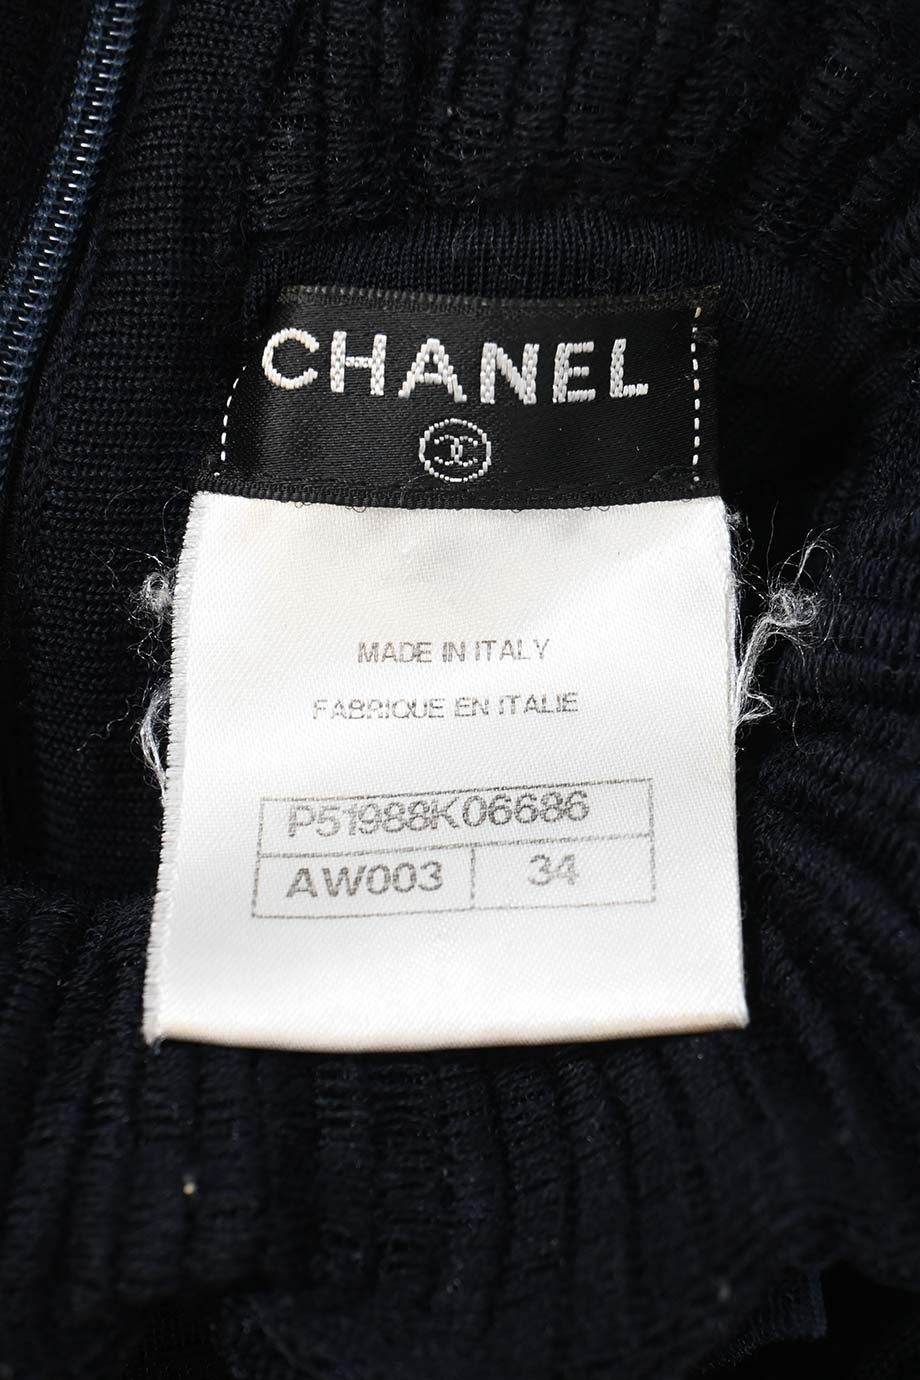 CHANEL
MADE IN ITALY
FABRIQUE EN ITALIE
P51988K06686
AW003 34